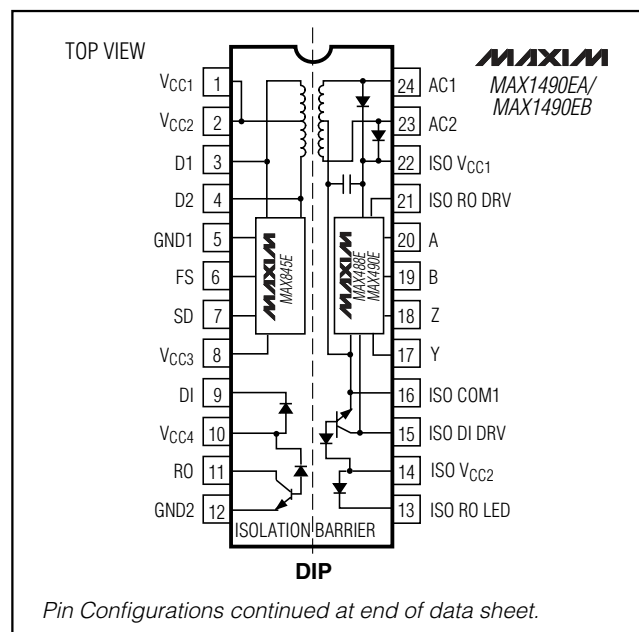 TOP VIEW
MAXIM
MAX1490EA/
MAX1490EB
VCC1 1
VCC2 2
D1 3
D2 4
GND1 5
FS 6
SD 7
VCC3 8
DI 9
VCC4 10
RO 11
GND2 12
24 AC1
23 AC2
22 ISO VCC1
21 ISO RO DRV
20 A
19 B
18 Z
17 Y
16 ISO COM1
15 ISO DI DRV
14 ISO VCC2
13 ISO RO LED
MAXIM
MAX845E
MAXIM
MAX488E
MAX490E
ISOLATION BARRIER
DIP
Pin Configurations continued at end of data sheet.